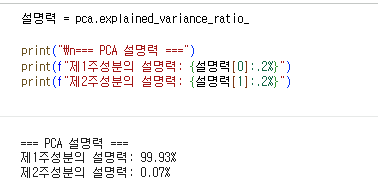 설명력 = pca.explained_variance_ratio_
print("₩n=== PCA 설명력 ===")
print(f"제1주성분의 설명력: {설명력[0]:.2%}")
print(f"제2주성분의 설명력: {설명력[1]:.2%}")
=== PCA 설명력 ===
제1주성분의 설명력: 99.93%
제2주성분의 설명력: 0.07%